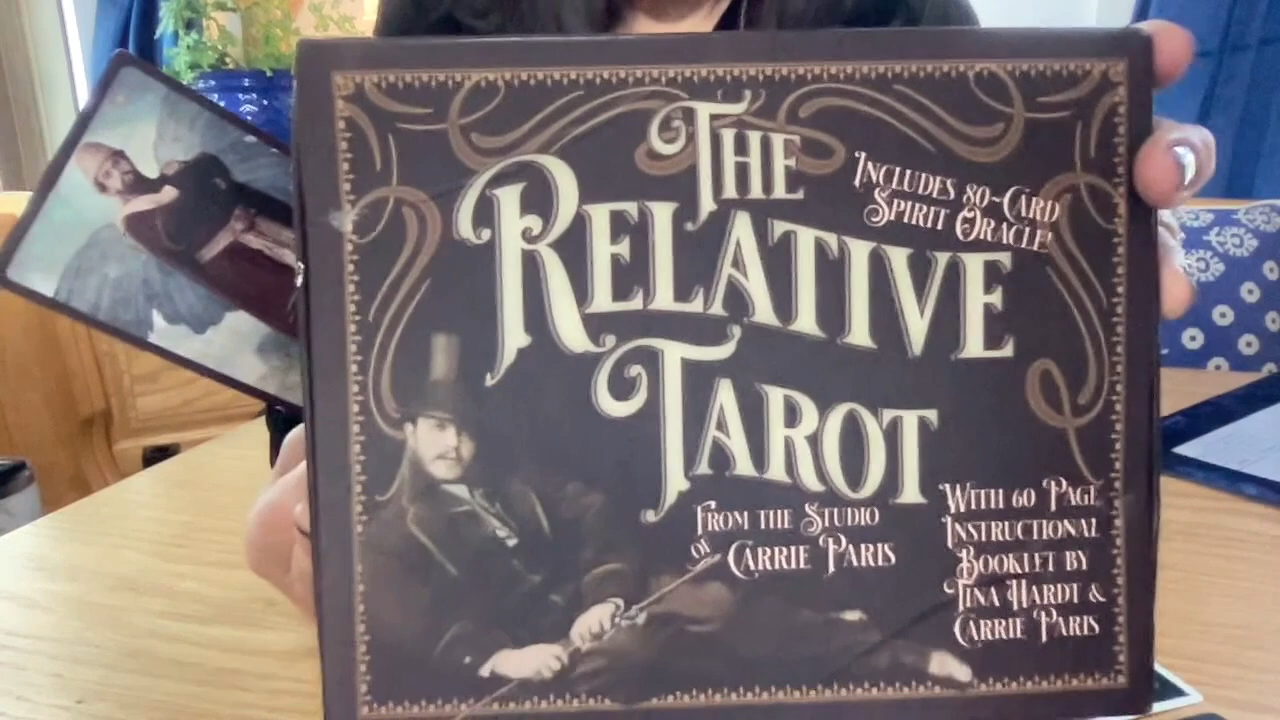 The
Relative
Tarot
Includes 80-Card
Spirit Oracle!
From the Studio
of Carrie Paris
With 60 Page
Instructional
Booklet by
Tina Hardt &
Carrie Paris